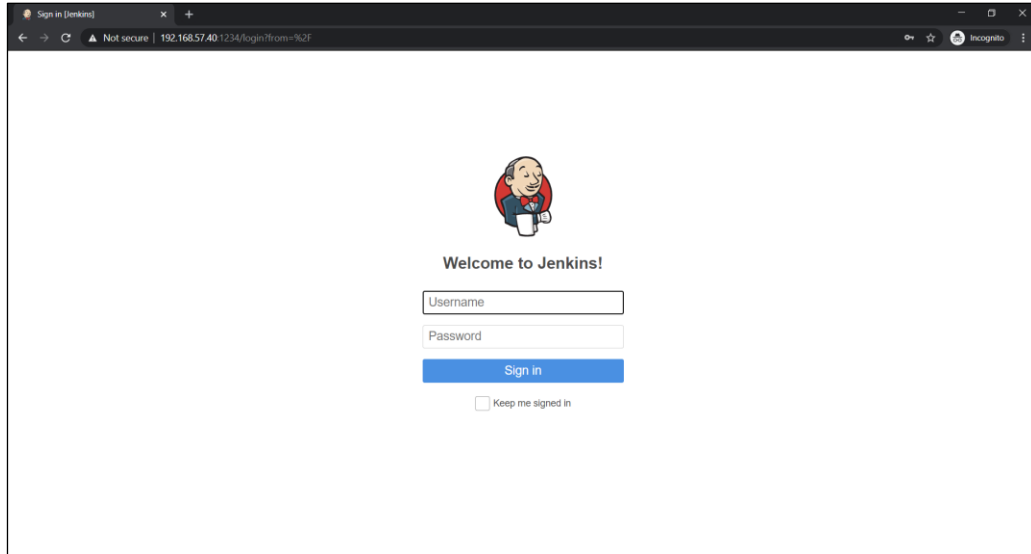 Sign in [Jenkins]
Not secure | 192.168.57.40:1234/login?from=%2F
Incognito
Welcome to Jenkins!
Username
Password
Sign in
Keep me signed in